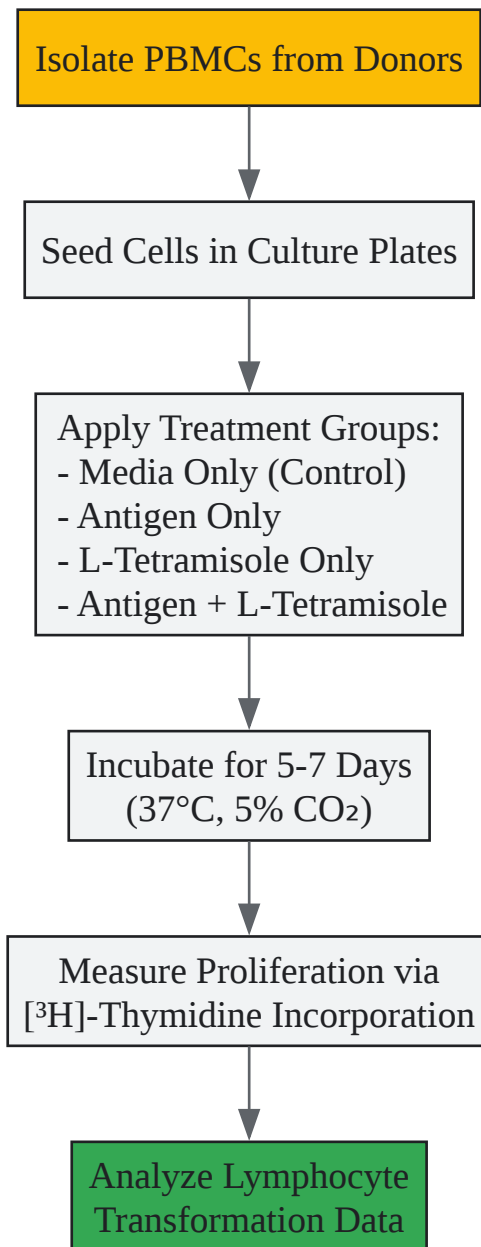 Isolate PBMCs from Donors
Seed Cells in Culture Plates
Apply Treatment Groups:
- Media Only (Control)
- Antigen Only
- L-Tetramisole Only
- Antigen + L-Tetramisole
Incubate for 5-7 Days
(37°C, 5% CO₂)
Measure Proliferation via
[³H]-Thymidine Incorporation
Analyze Lymphocyte
Transformation Data